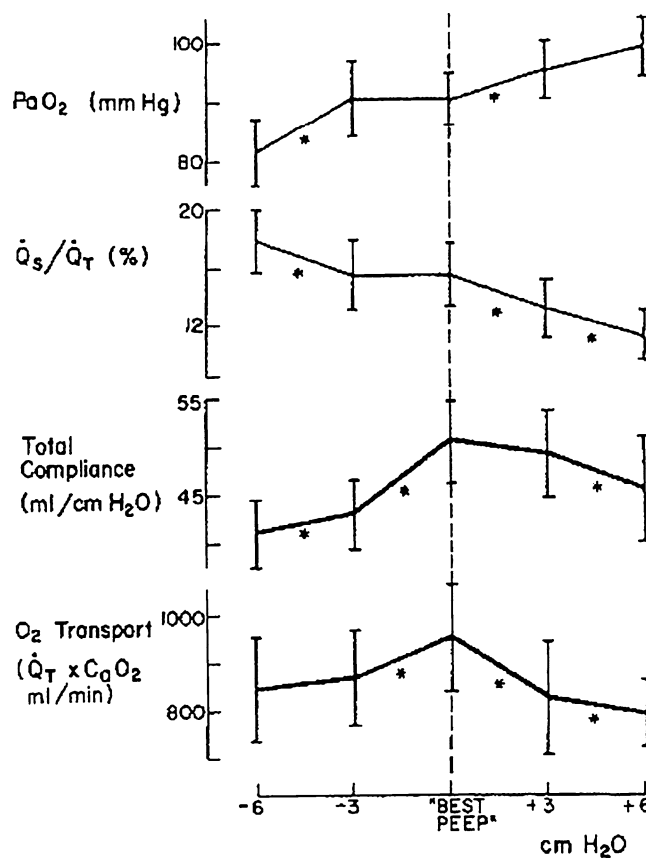 100
PaO2 (mm Hg)
*
*
80
20
Q̇S/Q̇T (%)
*
12
*
*
55
Total
Compliance
(ml/cm H2O)
45
*
*
*
1000
O2 Transport
(Q̇T x CaO2
ml/min)
*
*
*
800
-6 -3 "BEST PEEP" +3 +6
cm H2O